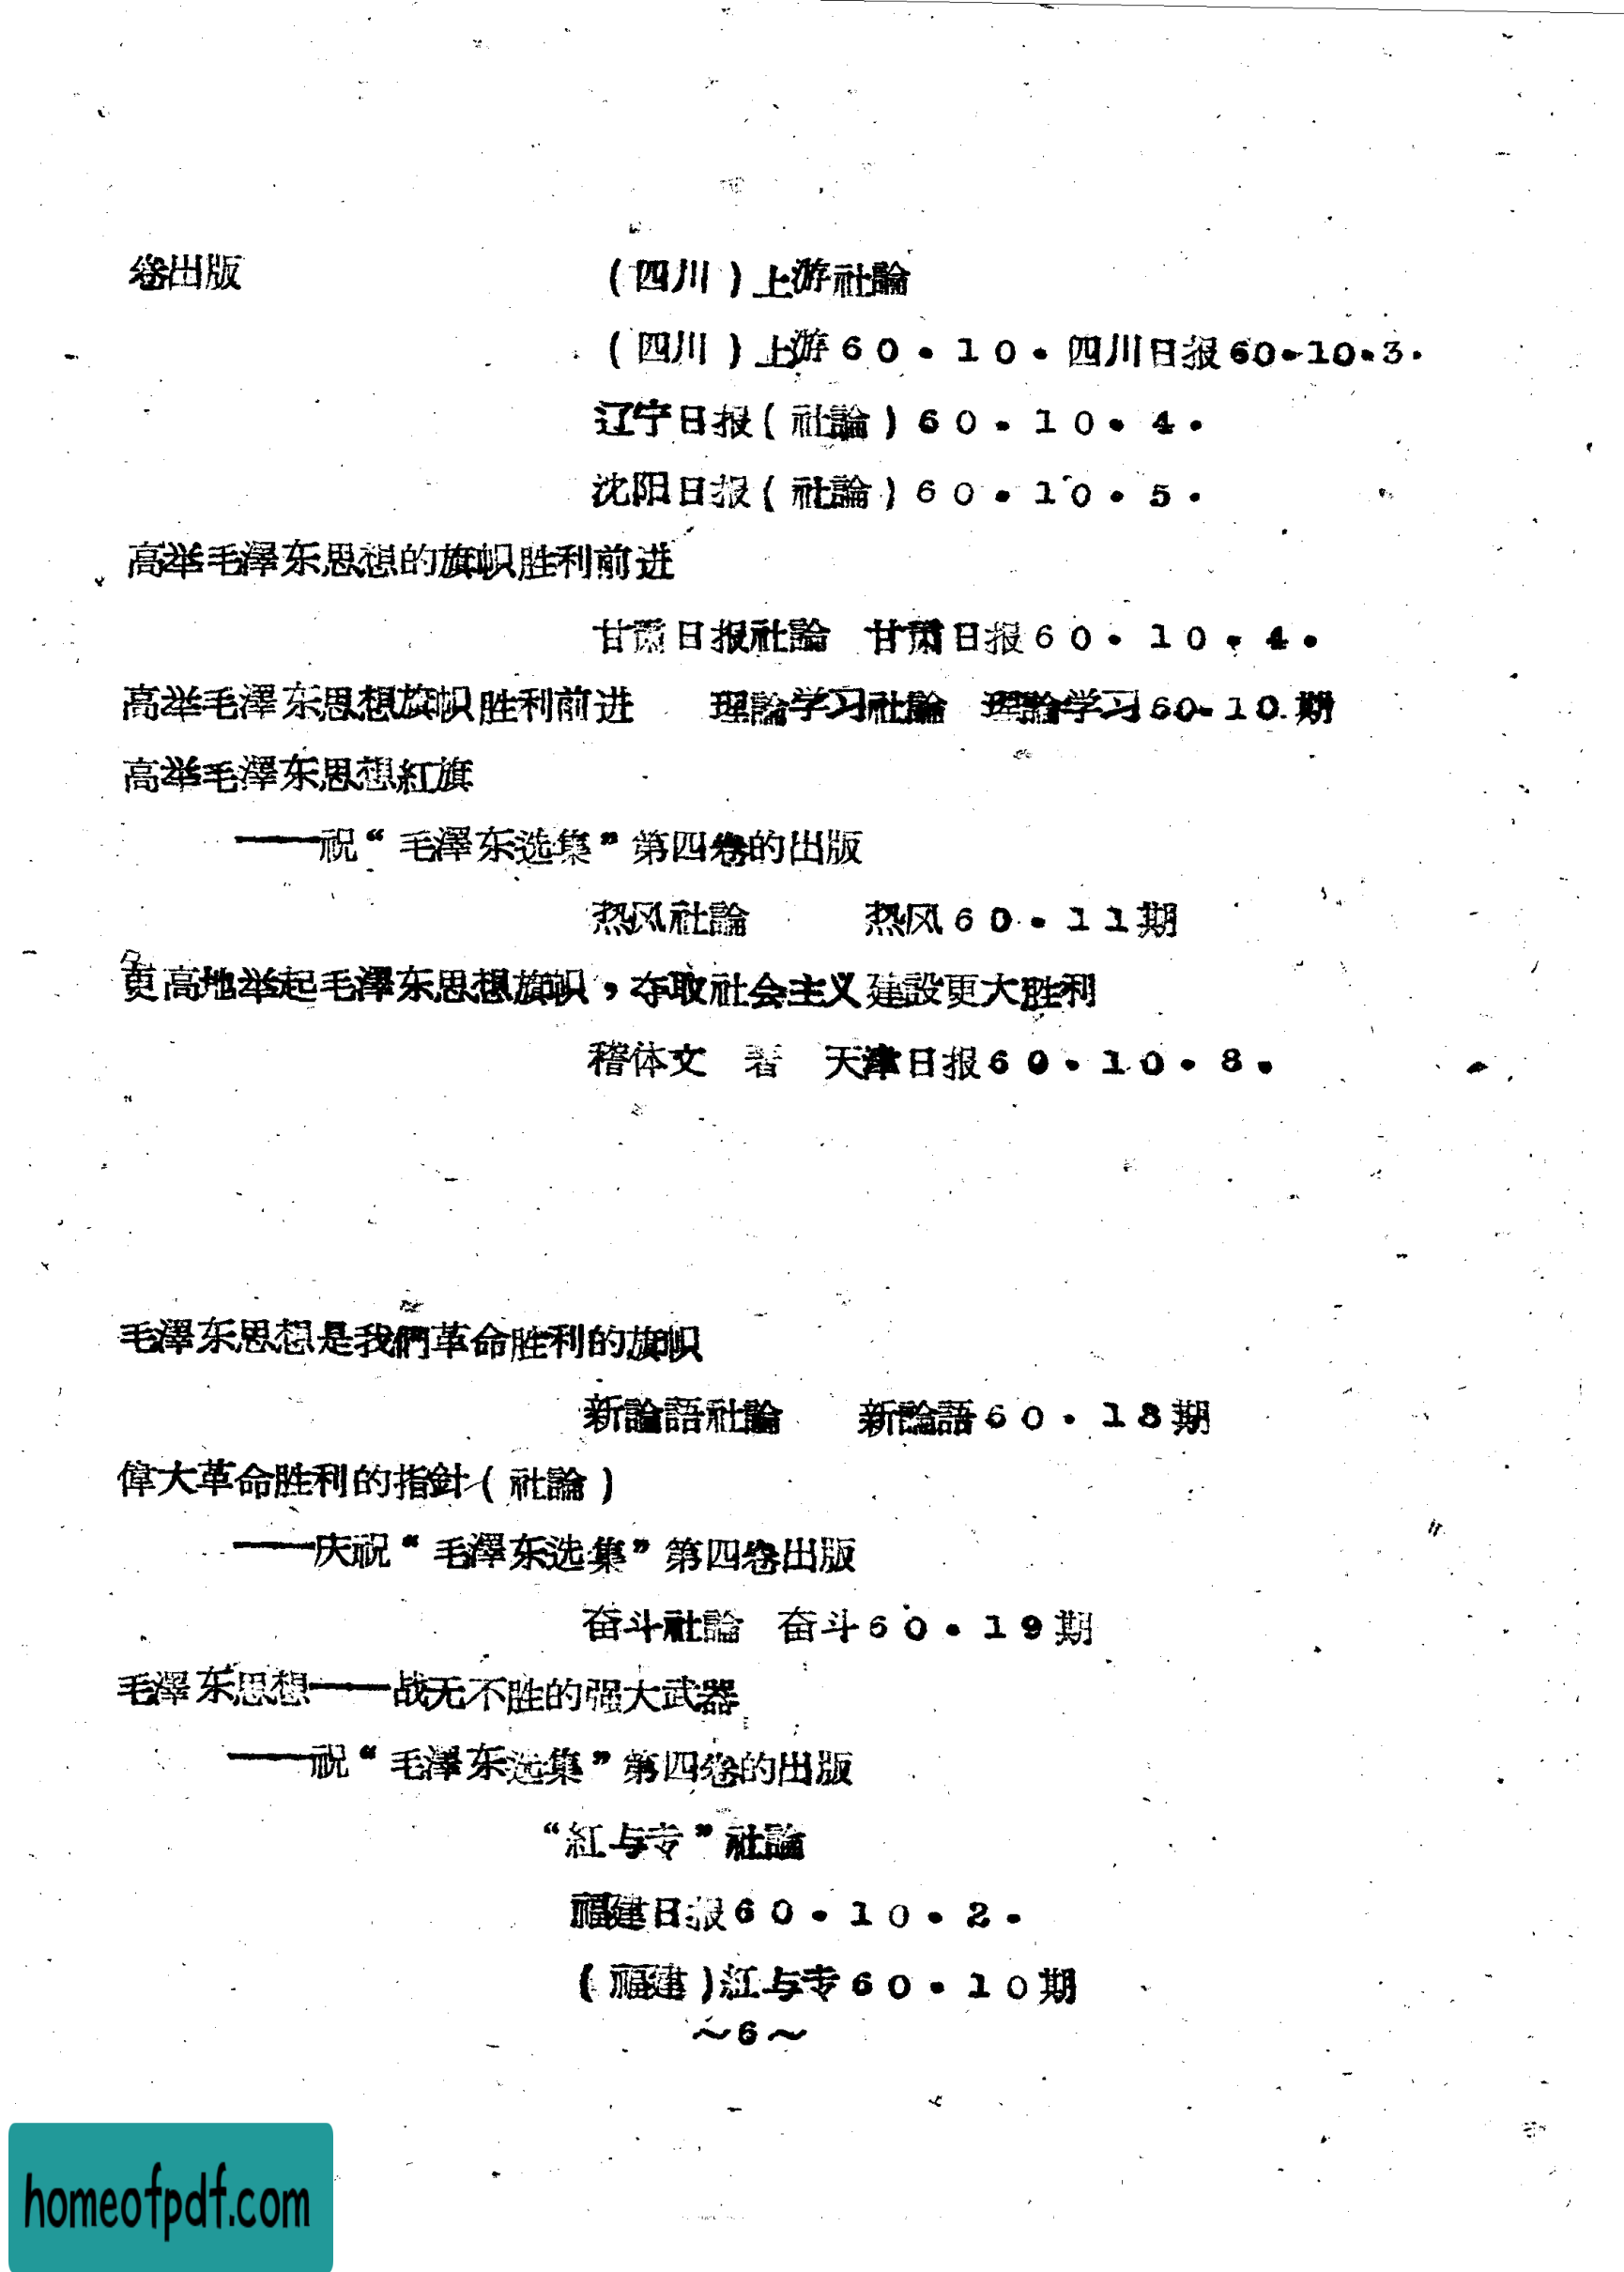 卷出版 (四川)上游社論
(四川)上游60·10·四川日报60·10·3·
辽宁日报(社論)60·10·4·
沈阳日报(社論)60·10·5·
高举毛澤东思想的旗帜胜利前进
甘肃日报社論 甘肃日报60·10·4·
高举毛澤东思想旗帜胜利前进 理論学习社論 理論学习60·10期
高举毛澤东思想紅旗
——祝“毛澤东选集”第四卷的出版
热风社論 热风60·11期
更高地举起毛澤东思想旗帜,夺取社会主义建設更大胜利
稽体文 著 天津日报60·10·8·
毛澤东思想是我們革命胜利的旗帜
新論語社論 新論語60·18期
偉大革命胜利的指針(社論)
——庆祝“毛澤东选集”第四卷出版
奋斗社論 奋斗60·19期
毛澤东思想——战无不胜的强大武器
——祝“毛澤东选集”第四卷的出版
“紅与专”社論
福建日报60·10·2·
(福建)紅与专60·10期
～6～
homeofpdf.com